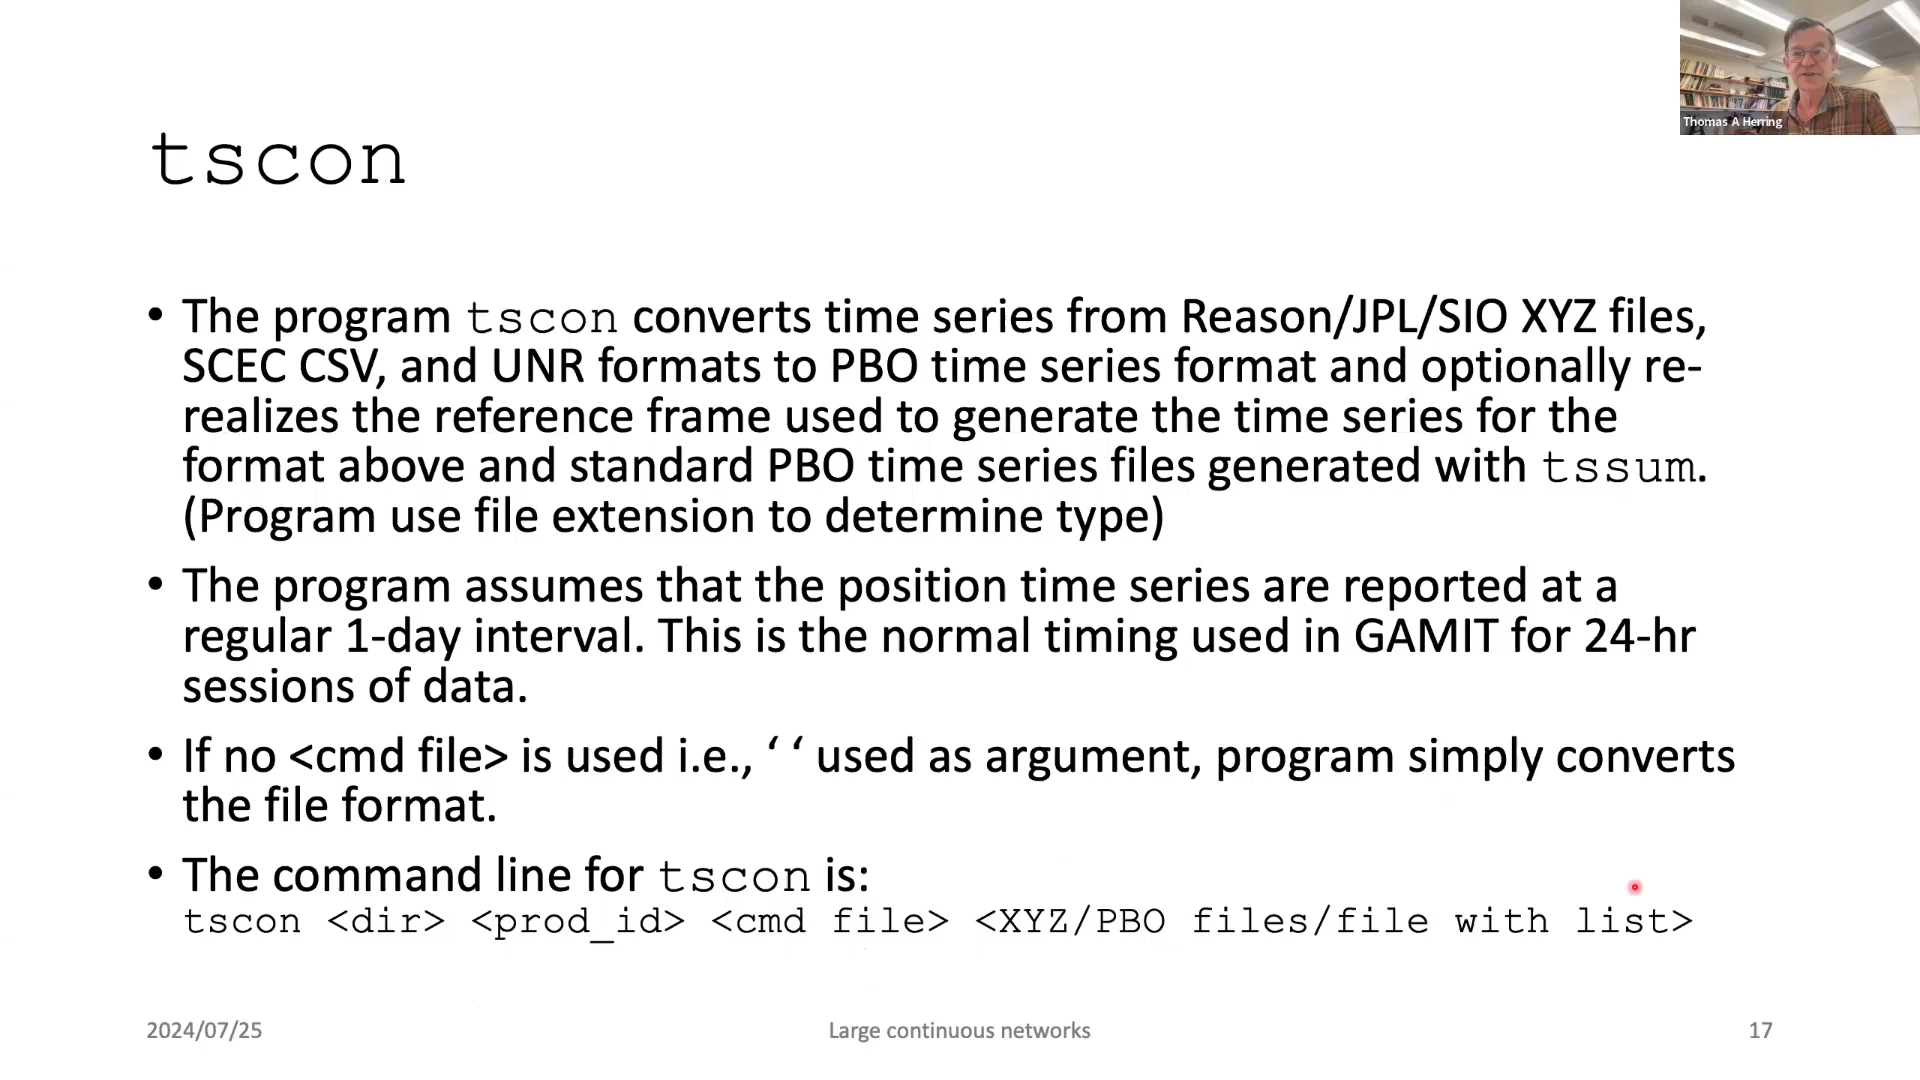 Thomas A Herring
tscon
• The program tscon converts time series from Reason/JPL/SIO XYZ files,
SCEC CSV, and UNR formats to PBO time series format and optionally re-
realizes the reference frame used to generate the time series for the
format above and standard PBO time series files generated with tssum.
(Program use file extension to determine type)
• The program assumes that the position time series are reported at a
regular 1-day interval. This is the normal timing used in GAMIT for 24-hr
sessions of data.
• If no <cmd file> is used i.e., ‘ ‘ used as argument, program simply converts
the file format.
• The command line for tscon is:
tscon <dir> <prod_id> <cmd file> <XYZ/PBO files/file with list>
2024/07/25
Large continuous networks
17